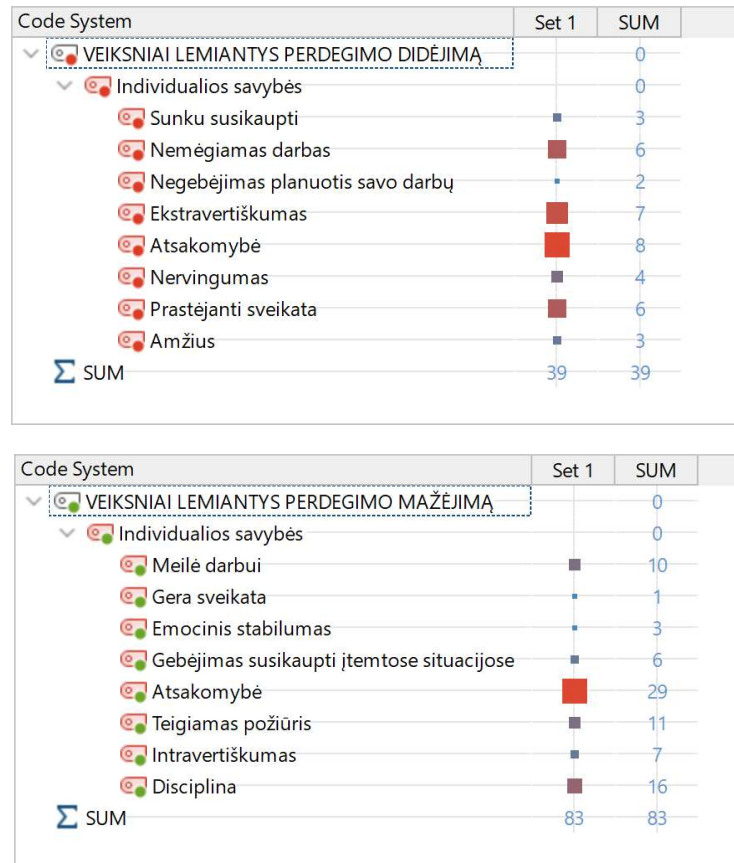 Code System Set 1 SUM
VEIKSNIAI LEMIANTYS PERDEGIMO DIDĖJIMĄ 0
Individualios savybės 0
Sunku susikaupti 3
Nemėgiamas darbas 6
Negebėjimas planuotis savo darbų 2
Ekstravertiškumas 7
Atsakomybė 8
Nervingumas 4
Prastėjanti sveikata 6
Amžius 3
Σ SUM 39 39
Code System Set 1 SUM
VEIKSNIAI LEMIANTYS PERDEGIMO MAŽĖJIMĄ 0
Individualios savybės 0
Meilė darbui 10
Gera sveikata 1
Emocinis stabilumas 3
Gebėjimas susikaupti įtemtose situacijose 6
Atsakomybė 29
Teigiamas požiūris 11
Intravertiškumas 7
Disciplina 16
Σ SUM 83 83